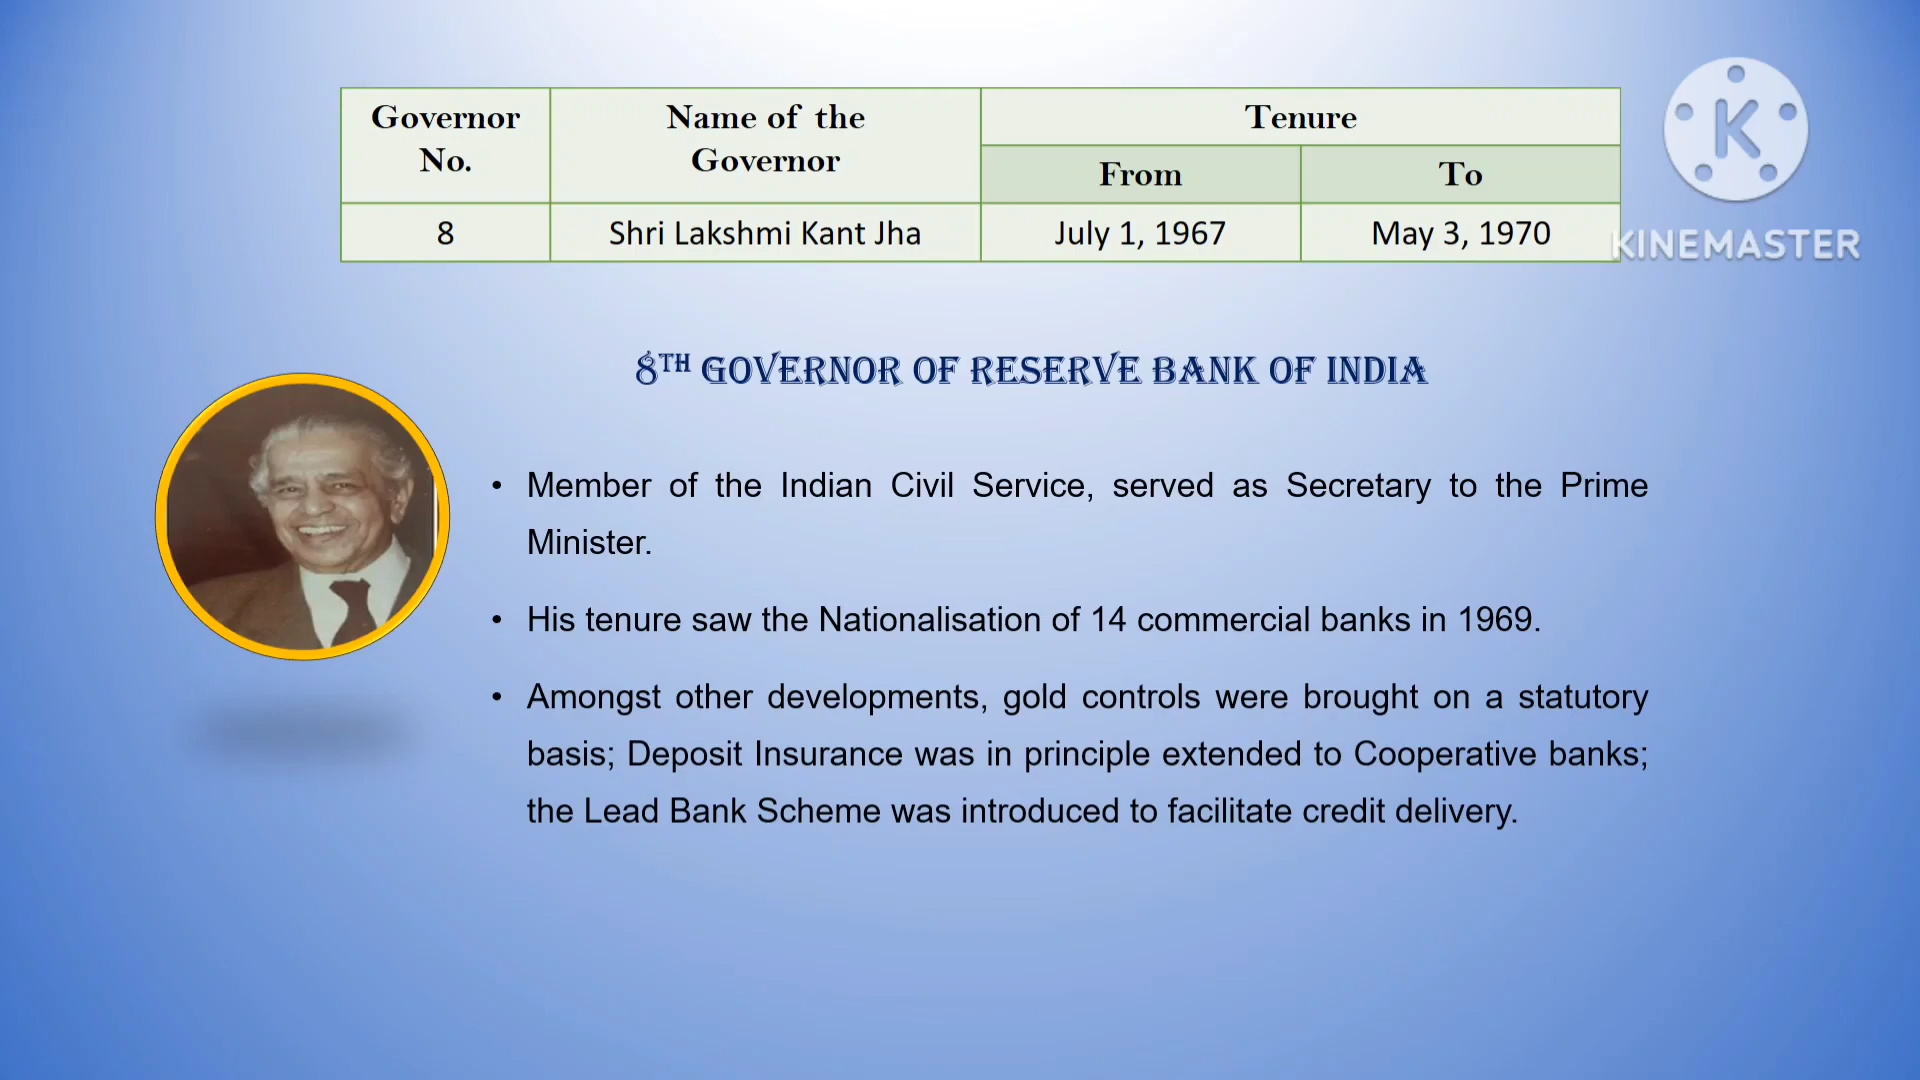 Governor No.
Name of the Governor
Tenure
From
To
8
Shri Lakshmi Kant Jha
July 1, 1967
May 3, 1970
K
KINEMASTER
8TH GOVERNOR OF RESERVE BANK OF INDIA
• Member of the Indian Civil Service, served as Secretary to the Prime
Minister.
• His tenure saw the Nationalisation of 14 commercial banks in 1969.
• Amongst other developments, gold controls were brought on a statutory
basis; Deposit Insurance was in principle extended to Cooperative banks;
the Lead Bank Scheme was introduced to facilitate credit delivery.